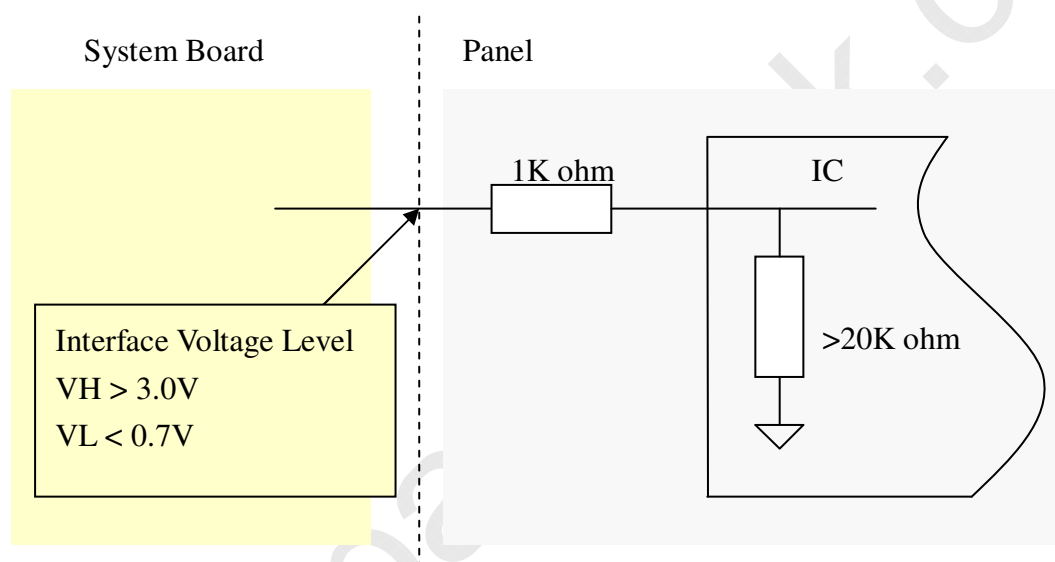 System Board
Panel
1K ohm
IC
Interface Voltage Level
VH > 3.0V
VL < 0.7V
>20K ohm